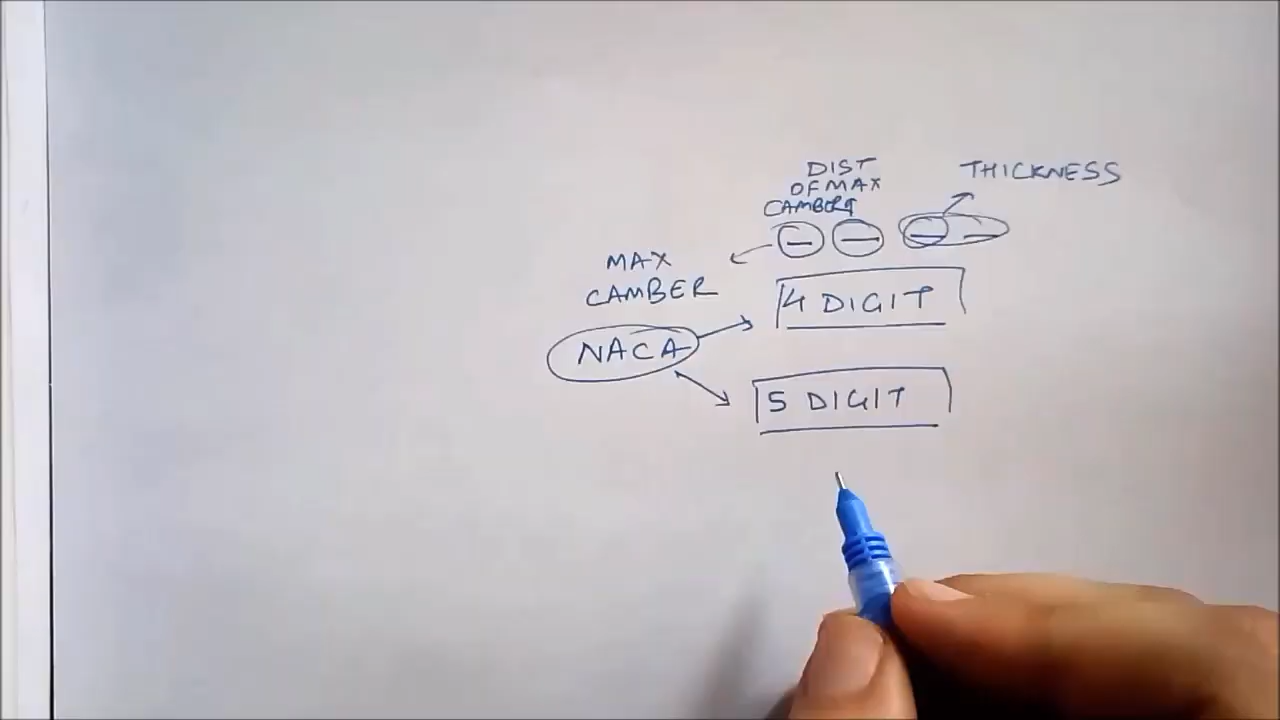 DIST
OF MAX
CAMBER
THICKNESS
MAX
CAMBER
4 DIGIT
NACA
5 DIGIT